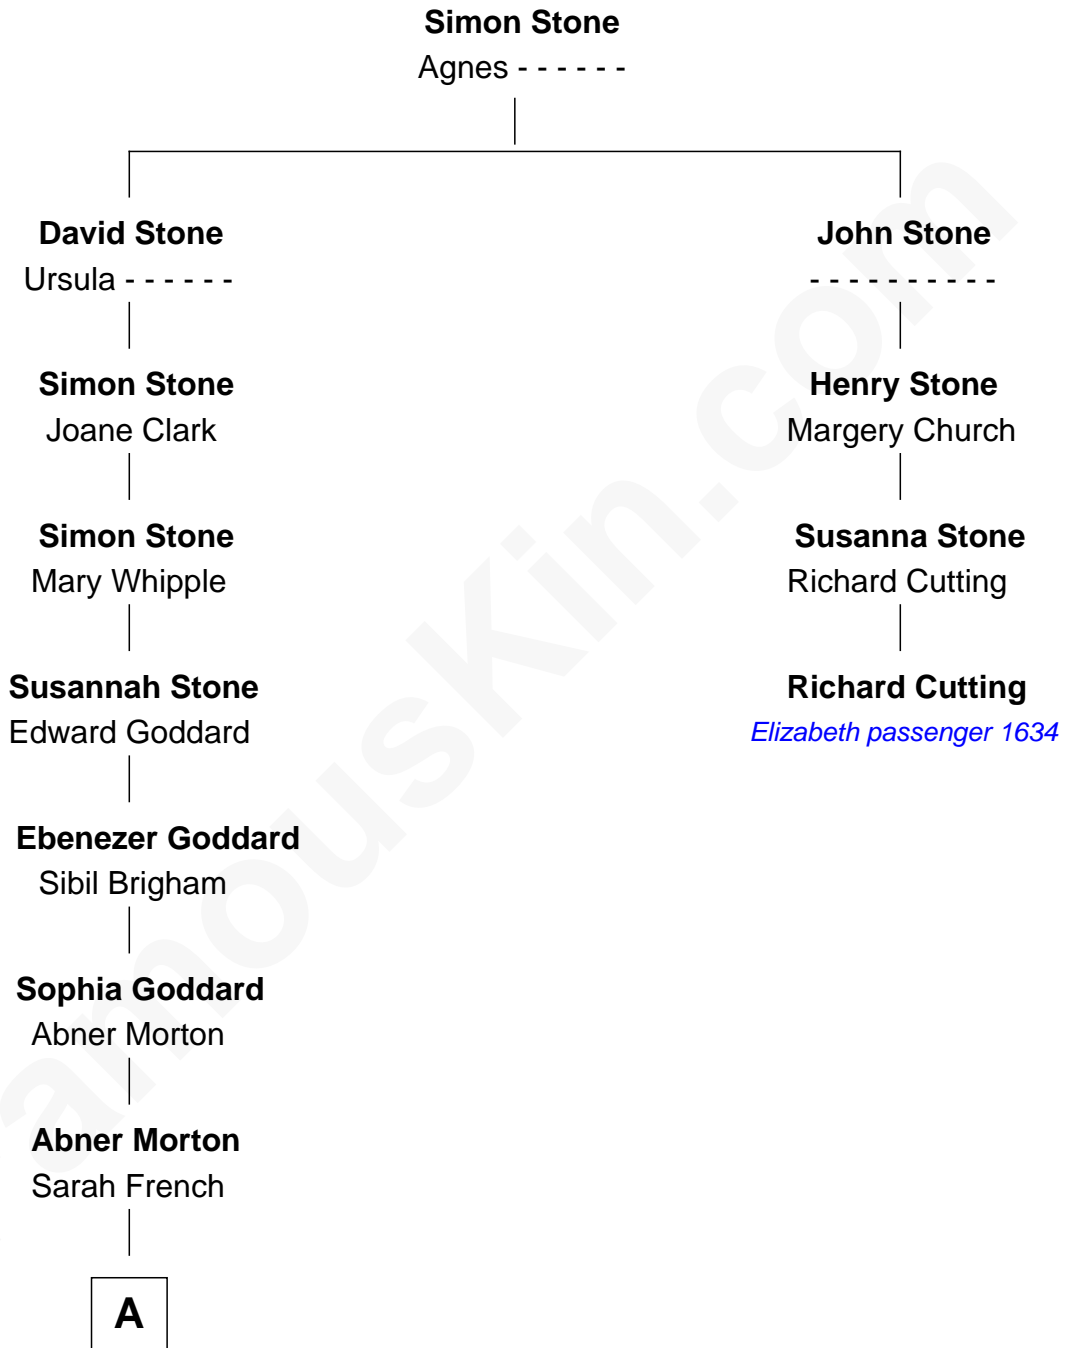 Simon Stone
Agnes - - - - - -
David Stone
Ursula - - - - - -
Simon Stone
Joane Clark
Simon Stone
Mary Whipple
Susannah Stone
Edward Goddard
Ebenezer Goddard
Sibil Brigham
Sophia Goddard
Abner Morton
Abner Morton
Sarah French
A
John Stone
- - - - - - - - - -
Henry Stone
Margery Church
Susanna Stone
Richard Cutting
Richard Cutting
Elizabeth passenger 1634
amouskin.com